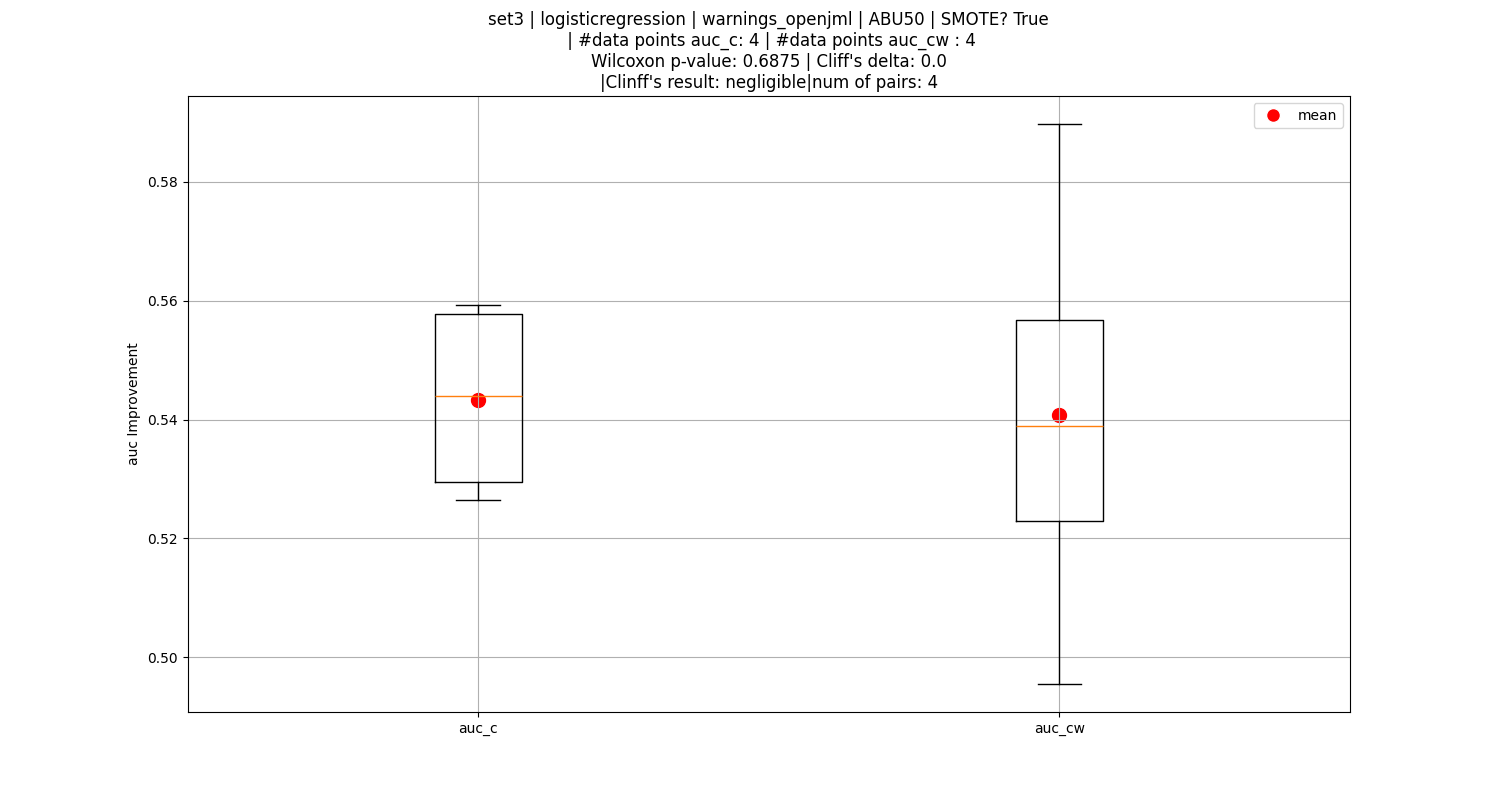 set3 | logisticregression | warnings_openjml | ABU50 | SMOTE? True
| #data points auc_c: 4 | #data points auc_cw : 4
Wilcoxon p-value: 0.6875 | Cliff's delta: 0.0
|Clinff's result: negligible|num of pairs: 4
mean
auc Improvement
0.58
0.56
0.54
0.52
0.50
auc_c
auc_cw